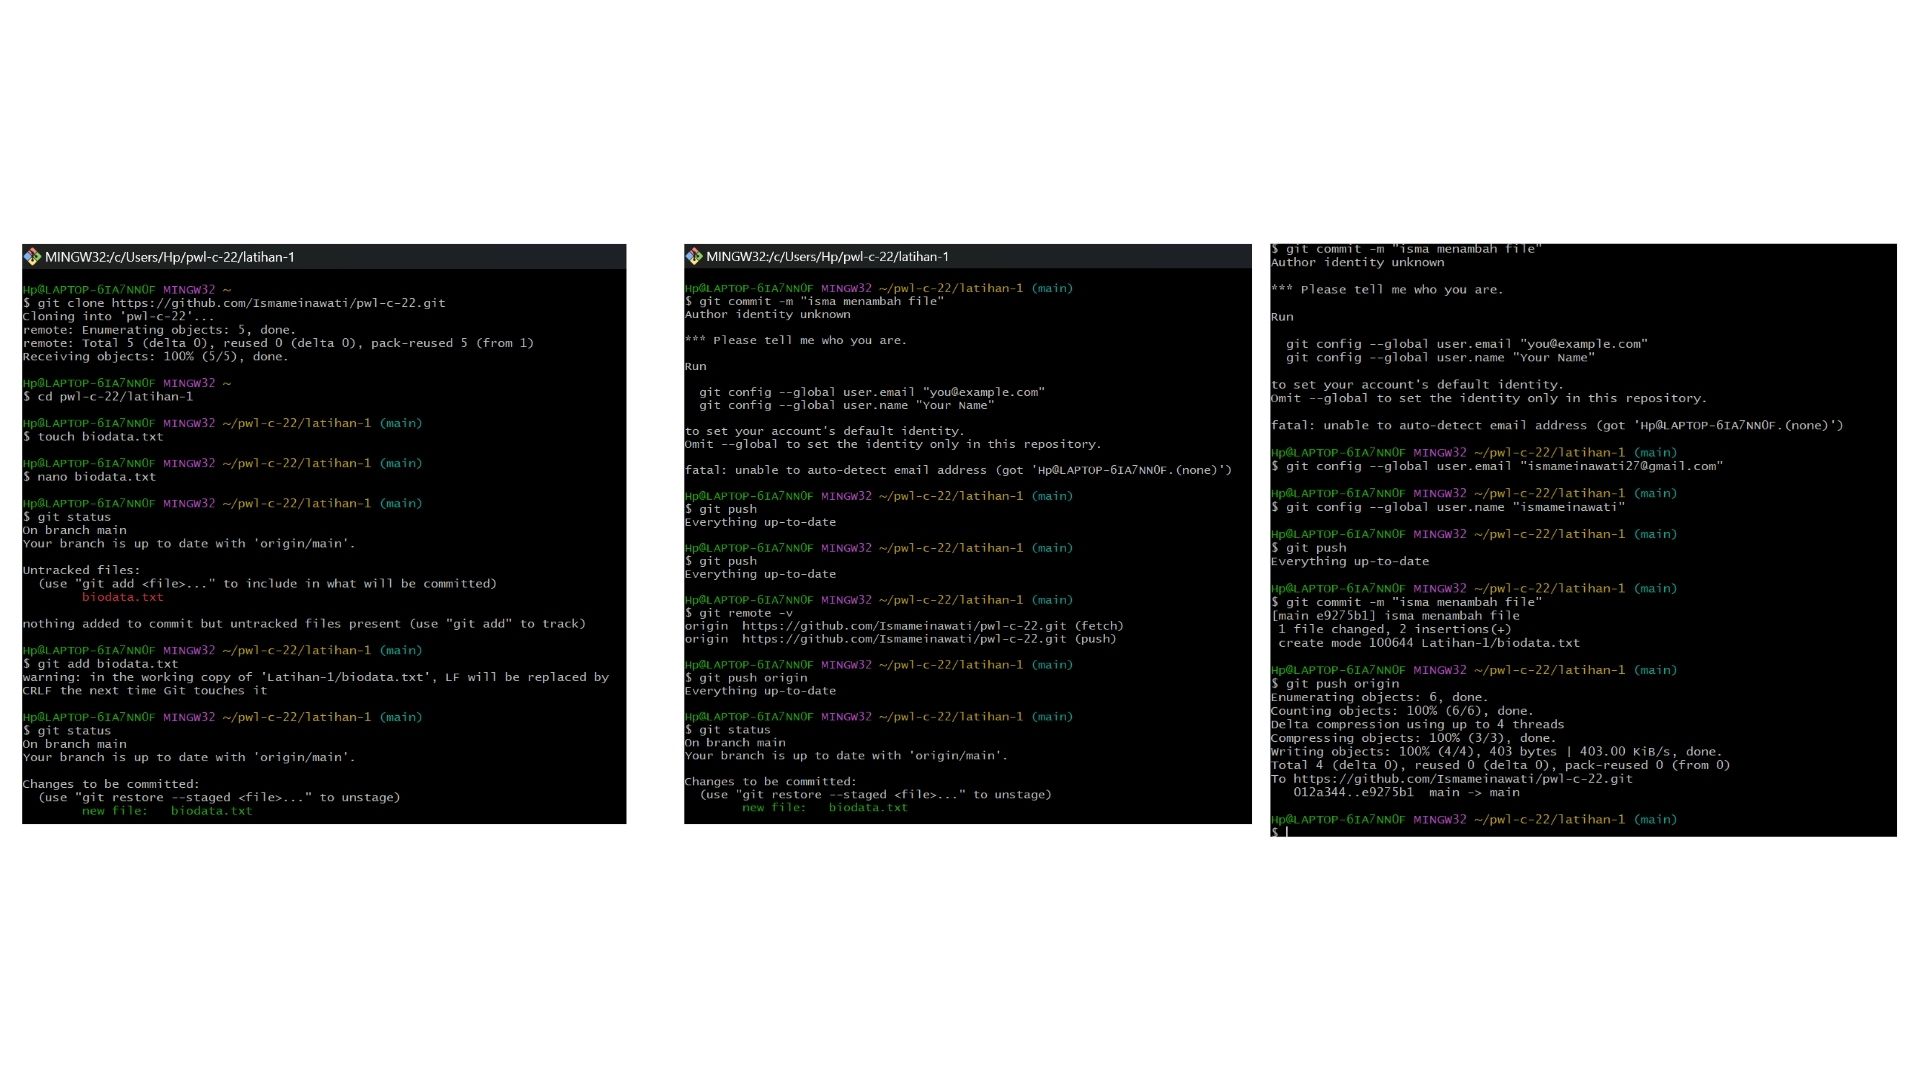 MINGW32:/c/Users/Hp/pwl-c-22/latihan-1
Hp@LAPTOP-6IA7NN0F MINGW32 ~
$ git clone https://github.com/Ismameinawati/pwl-c-22.git
Cloning into 'pwl-c-22'...
remote: Enumerating objects: 5, done.
remote: Total 5 (delta 0), reused 0 (delta 0), pack-reused 5 (from 1)
Receiving objects: 100% (5/5), done.
Hp@LAPTOP-6IA7NN0F MINGW32 ~
$ cd pwl-c-22/latihan-1
Hp@LAPTOP-6IA7NN0F MINGW32 ~/pwl-c-22/latihan-1 (main)
$ touch biodata.txt
Hp@LAPTOP-6IA7NN0F MINGW32 ~/pwl-c-22/latihan-1 (main)
$ nano biodata.txt
Hp@LAPTOP-6IA7NN0F MINGW32 ~/pwl-c-22/latihan-1 (main)
$ git status
On branch main
Your branch is up to date with 'origin/main'.
Untracked files:
(use "git add <file>..." to include in what will be committed)
biodata.txt
nothing added to commit but untracked files present (use "git add" to track)
Hp@LAPTOP-6IA7NN0F MINGW32 ~/pwl-c-22/latihan-1 (main)
$ git add biodata.txt
warning: in the working copy of 'Latihan-1/biodata.txt', LF will be replaced by
CRLF the next time Git touches it
Hp@LAPTOP-6IA7NN0F MINGW32 ~/pwl-c-22/latihan-1 (main)
$ git status
On branch main
Your branch is up to date with 'origin/main'.
Changes to be committed:
(use "git restore --staged <file>..." to unstage)
new file:   biodata.txt
MINGW32:/c/Users/Hp/pwl-c-22/latihan-1
Hp@LAPTOP-6IA7NN0F MINGW32 ~/pwl-c-22/latihan-1 (main)
$ git commit -m "isma menambah file"
Author identity unknown
*** Please tell me who you are.
Run
git config --global user.email "you@example.com"
git config --global user.name "Your Name"
to set your account's default identity.
Omit --global to set the identity only in this repository.
fatal: unable to auto-detect email address (got 'Hp@LAPTOP-6IA7NN0F.(none)')
Hp@LAPTOP-6IA7NN0F MINGW32 ~/pwl-c-22/latihan-1 (main)
$ git push
Everything up-to-date
Hp@LAPTOP-6IA7NN0F MINGW32 ~/pwl-c-22/latihan-1 (main)
$ git push
Everything up-to-date
Hp@LAPTOP-6IA7NN0F MINGW32 ~/pwl-c-22/latihan-1 (main)
$ git remote -v
origin  https://github.com/Ismameinawati/pwl-c-22.git (fetch)
origin  https://github.com/Ismameinawati/pwl-c-22.git (push)
Hp@LAPTOP-6IA7NN0F MINGW32 ~/pwl-c-22/latihan-1 (main)
$ git push origin
Everything up-to-date
Hp@LAPTOP-6IA7NN0F MINGW32 ~/pwl-c-22/latihan-1 (main)
$ git status
On branch main
Your branch is up to date with 'origin/main'.
Changes to be committed:
(use "git restore --staged <file>..." to unstage)
new file:   biodata.txt
$ git commit -m "isma menambah file"
Author identity unknown
*** Please tell me who you are.
Run
git config --global user.email "you@example.com"
git config --global user.name "Your Name"
to set your account's default identity.
Omit --global to set the identity only in this repository.
fatal: unable to auto-detect email address (got 'Hp@LAPTOP-6IA7NN0F.(none)')
Hp@LAPTOP-6IA7NN0F MINGW32 ~/pwl-c-22/latihan-1 (main)
$ git config --global user.email "ismameinawati27@gmail.com"
Hp@LAPTOP-6IA7NN0F MINGW32 ~/pwl-c-22/latihan-1 (main)
$ git config --global user.name "ismameinawati"
Hp@LAPTOP-6IA7NN0F MINGW32 ~/pwl-c-22/latihan-1 (main)
$ git push
Everything up-to-date
Hp@LAPTOP-6IA7NN0F MINGW32 ~/pwl-c-22/latihan-1 (main)
$ git commit -m "isma menambah file"
[main e9275b1] isma menambah file
1 file changed, 2 insertions(+)
create mode 100644 Latihan-1/biodata.txt
Hp@LAPTOP-6IA7NN0F MINGW32 ~/pwl-c-22/latihan-1 (main)
$ git push origin
Enumerating objects: 6, done.
Counting objects: 100% (6/6), done.
Delta compression using up to 4 threads
Compressing objects: 100% (3/3), done.
Writing objects: 100% (4/4), 403 bytes | 403.00 KiB/s, done.
Total 4 (delta 0), reused 0 (delta 0), pack-reused 0 (from 0)
To https://github.com/Ismameinawati/pwl-c-22.git
012a344..e9275b1  main -> main
Hp@LAPTOP-6IA7NN0F MINGW32 ~/pwl-c-22/latihan-1 (main)
$